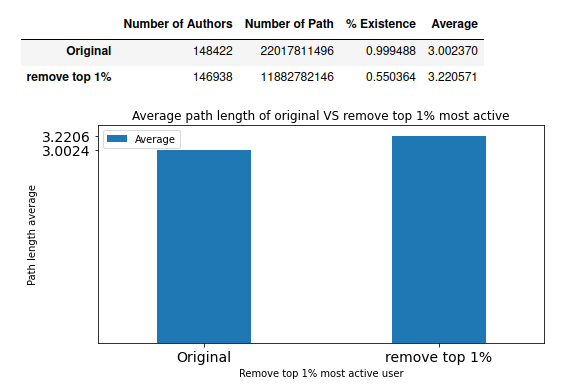 Number of Authors Number of Path % Existence Average
Original 148422 22017811496 0.999488 3.002370
remove top 1% 146938 11882782146 0.550364 3.220571
Average path length of original VS remove top 1% most active
Average
3.2206
3.0024
Path length average
Original remove top 1%
Remove top 1% most active user